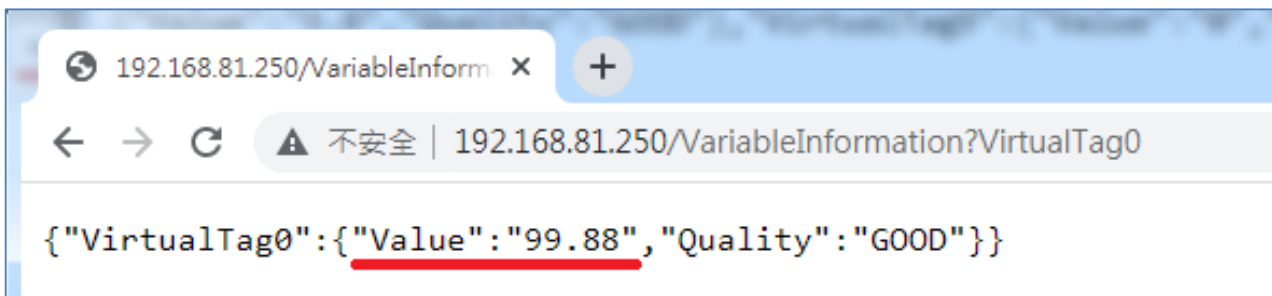 192.168.81.250/VariableInform
不安全 | 192.168.81.250/VariableInformation?VirtualTag0
{"VirtualTag0":{"Value":"99.88","Quality":"GOOD"}}